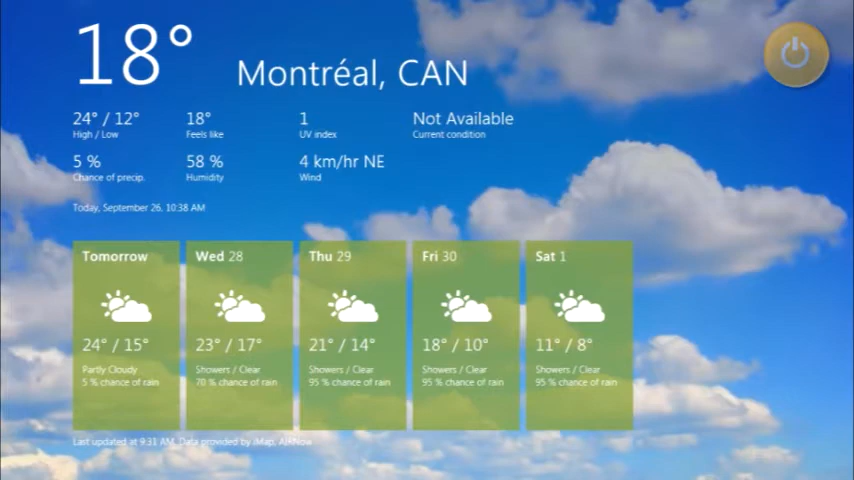 18°
Montréal, CAN
24° / 12°
High / Low
18°
Feels like
1
UV index
Not Available
Current condition
5 %
Chance of precip.
58 %
Humidity
4 km/hr NE
Wind
Today, September 26, 10:38 AM
Tomorrow
24° / 15°
Partly Cloudy
5 % chance of rain
Wed 28
23° / 17°
Showers / Clear
70 % chance of rain
Thu 29
21° / 14°
Showers / Clear
95 % chance of rain
Fri 30
18° / 10°
Showers / Clear
95 % chance of rain
Sat 1
11° / 8°
Showers / Clear
95 % chance of rain
Last updated at 9:31 AM, Data provided by iMap, AIRNow